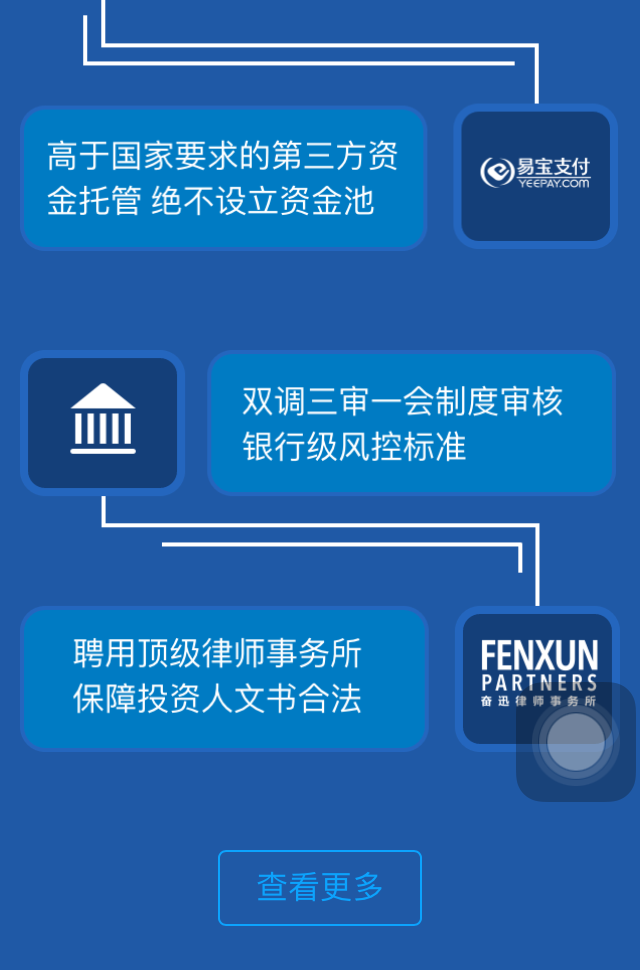 高于国家要求的第三方资
金托管 绝不设立资金池
易宝支付
YEEPAY.COM
双调三审一会制度审核
银行级风控标准
聘用顶级律师事务所
保障投资人文书合法
FENXUN
PARTNERS
奋迅律师事务所
查看更多